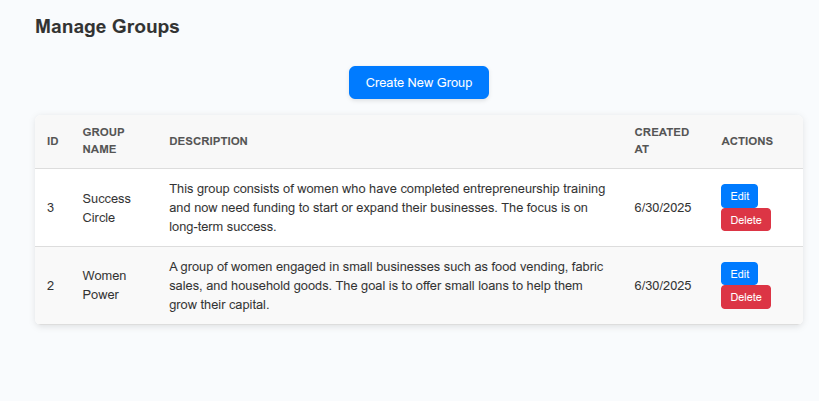 Manage Groups
Create New Group
ID
GROUP
NAME
DESCRIPTION
CREATED
AT
ACTIONS
3
Success
Circle
This group consists of women who have completed entrepreneurship training
and now need funding to start or expand their businesses. The focus is on
long-term success.
6/30/2025
Edit
Delete
2
Women
Power
A group of women engaged in small businesses such as food vending, fabric
sales, and household goods. The goal is to offer small loans to help them
grow their capital.
6/30/2025
Edit
Delete